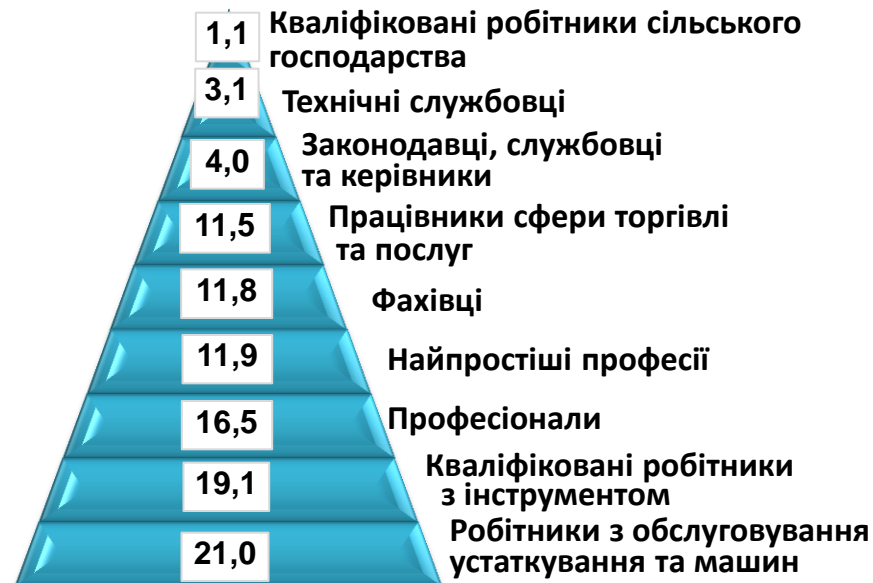 1,1 Кваліфіковані робітники сільського
господарства
3,1 Технічні службовці
4,0 Законодавці, службовці
та керівники
11,5 Працівники сфери торгівлі
та послуг
11,8 Фахівці
11,9 Найпростіші професії
16,5 Професіонали
19,1 Кваліфіковані робітники
з інструментом
21,0 Робітники з обслуговування
устаткування та машин